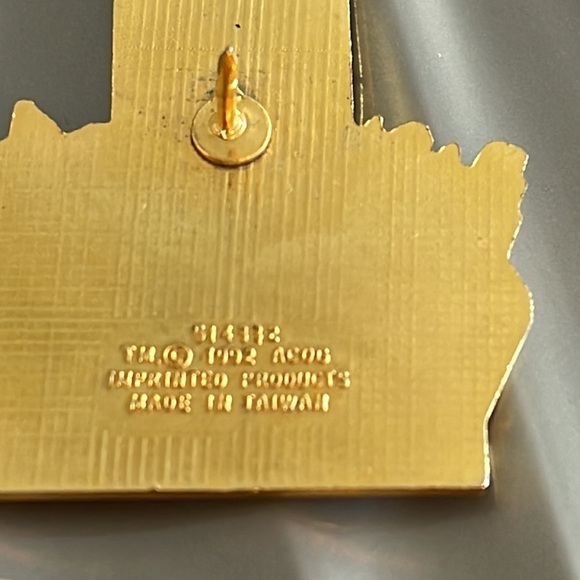 TM.© 1992 ACOG
IMPRINTED PRODUCTS
MADE IN TAIWAN